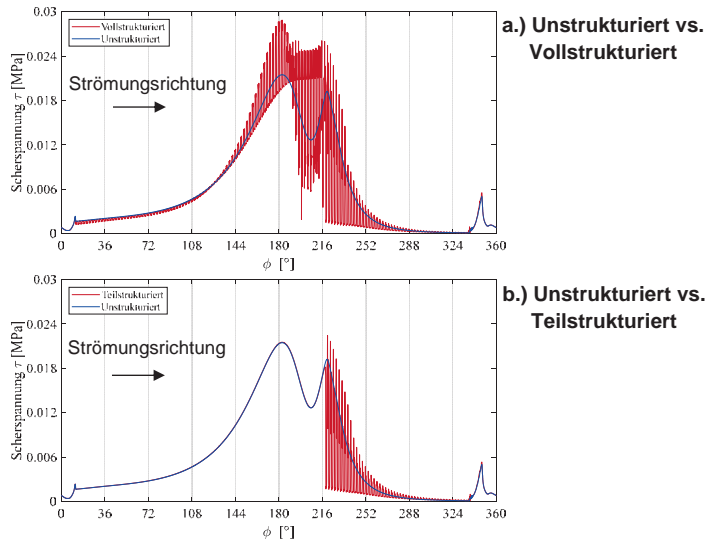 a.) Unstrukturiert vs.
Vollstrukturiert
Scherspannung τ [MPa]
0.03
0.024
0.018
0.012
0.006
0
Vollstrukturiert
Unstrukturiert
Strömungsrichtung
0 36 72 108 144 180 216 252 288 324 360
ϕ [°]
b.) Unstrukturiert vs.
Teilstrukturiert
Scherspannung τ [MPa]
0.03
0.024
0.018
0.012
0.006
0
Teilstrukturiert
Unstrukturiert
Strömungsrichtung
0 36 72 108 144 180 216 252 288 324 360
ϕ [°]